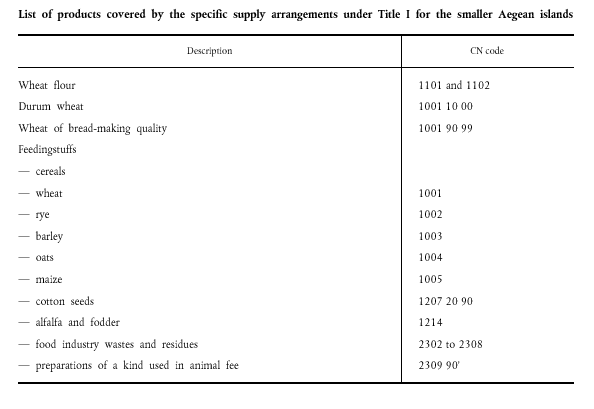 List of products covered by the specific supply arrangements under Title I for the smaller Aegean islands
Description CN code
Wheat flour 1101 and 1102
Durum wheat 1001 10 00
Wheat of bread-making quality 1001 90 99
Feedingstuffs
— cereals
— wheat 1001
— rye 1002
— barley 1003
— oats 1004
— maize 1005
— cotton seeds 1207 20 90
— alfalfa and fodder 1214
— food industry wastes and residues 2302 to 2308
— preparations of a kind used in animal fee 2309 90'